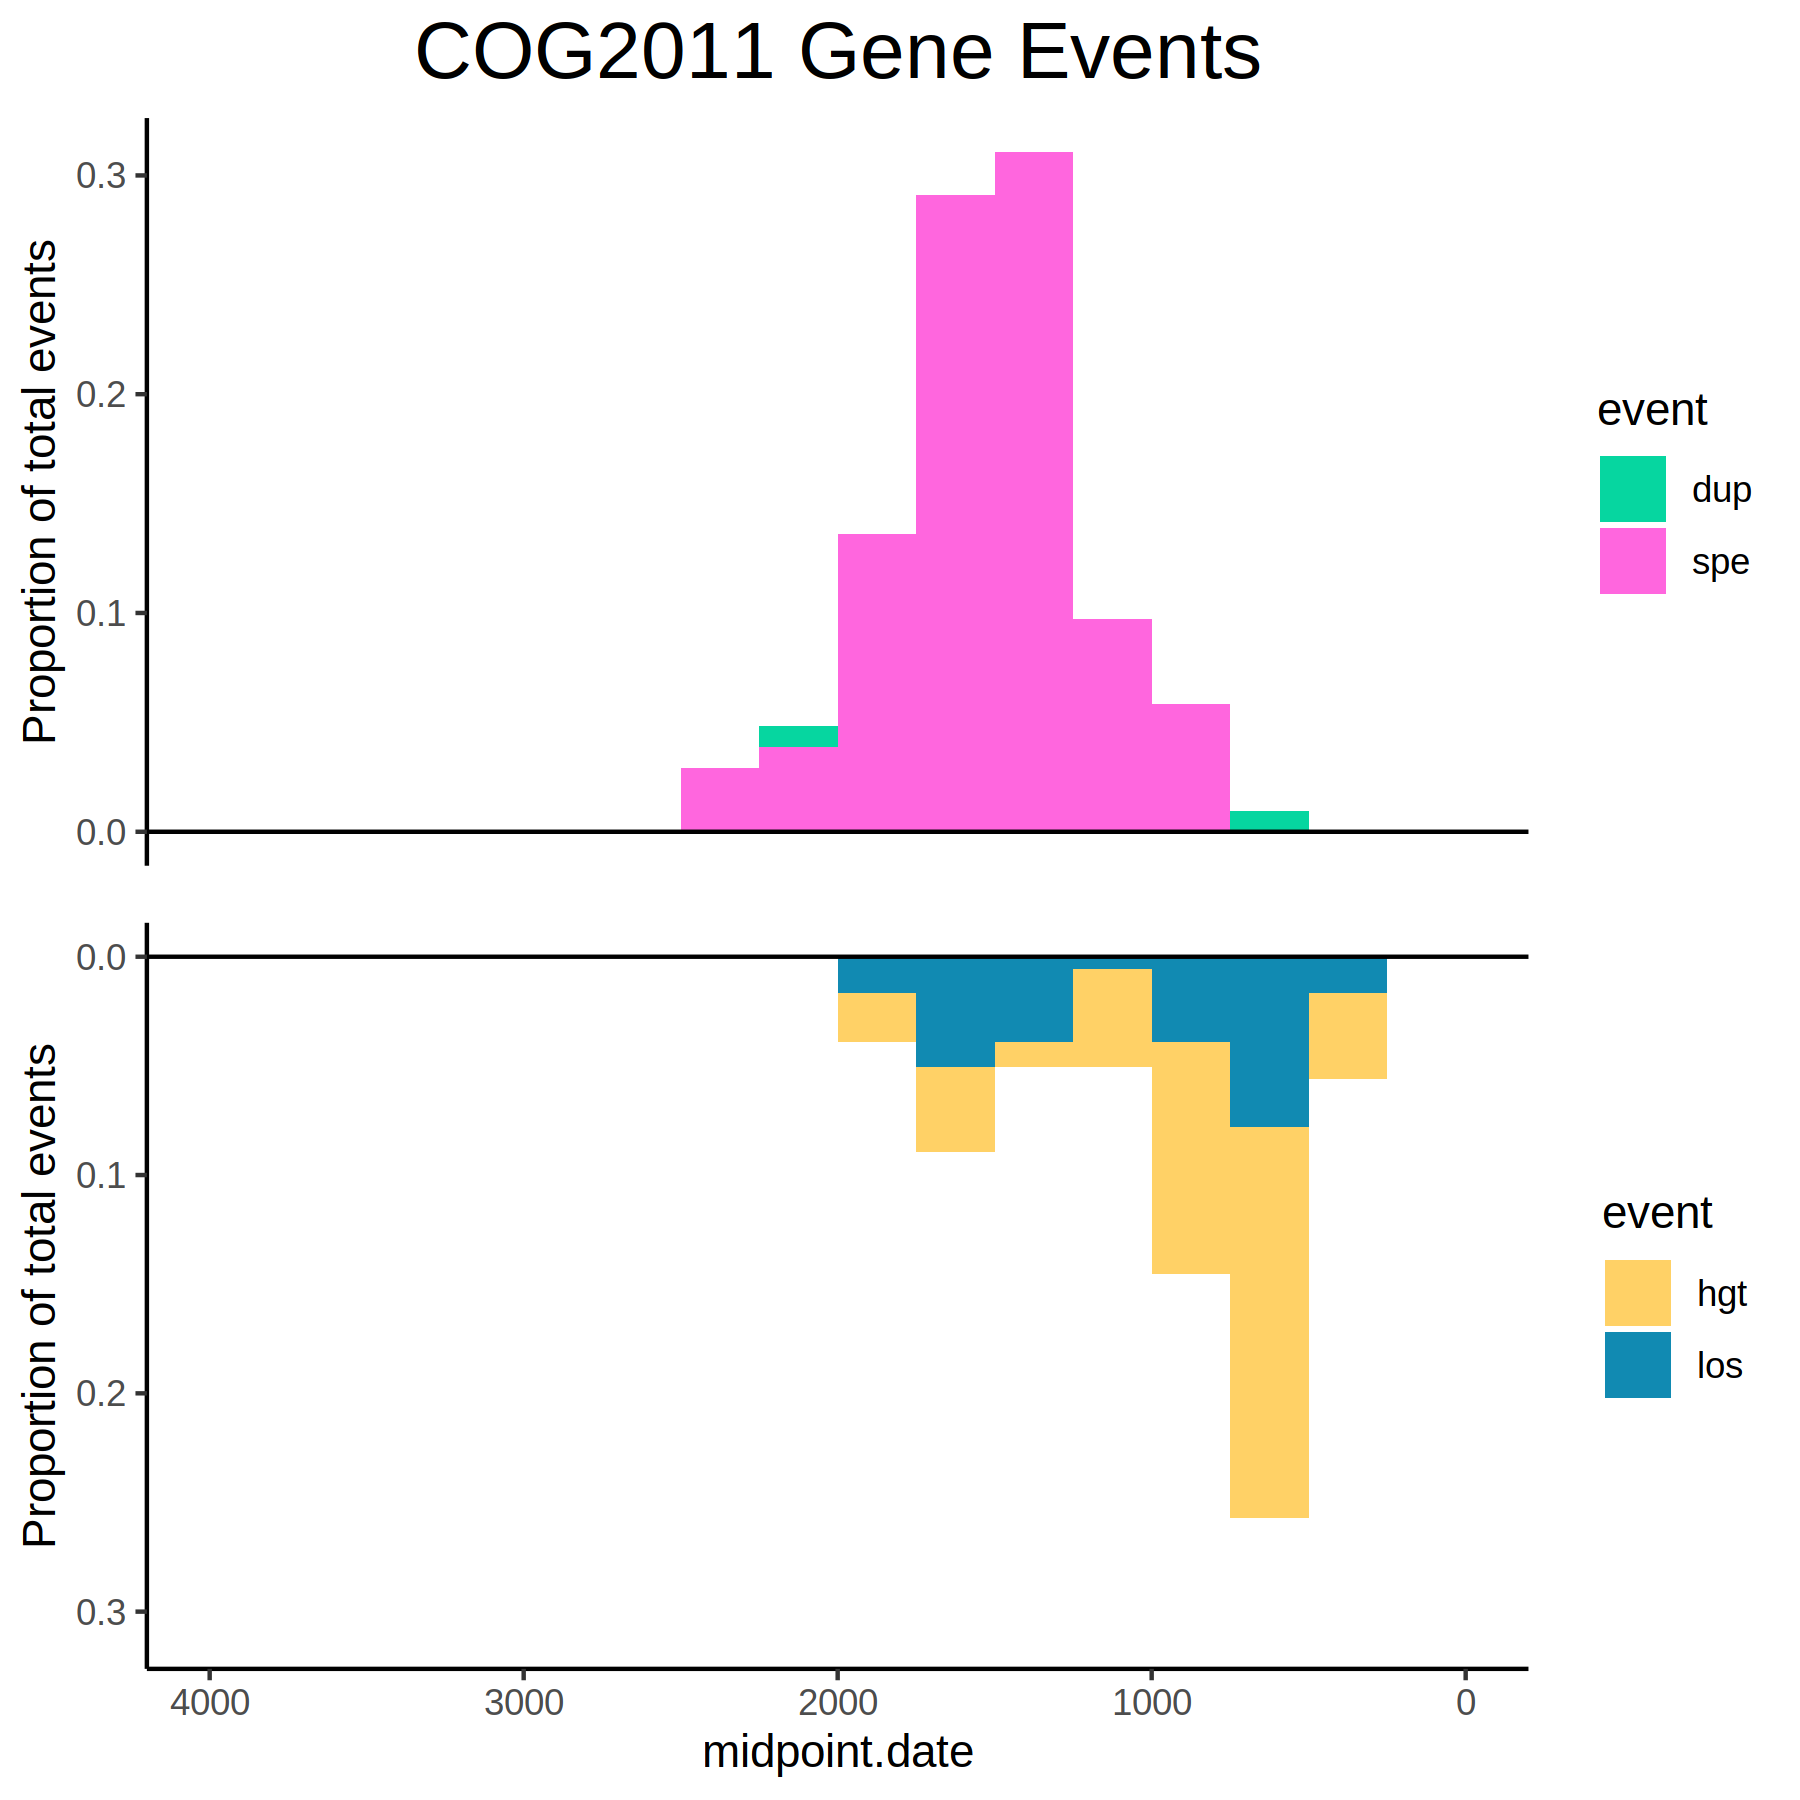 COG2011 Gene Events
Proportion of total events
0.3
0.2
0.1
0.0
event
dup
spe
Proportion of total events
0.0
0.1
0.2
0.3
event
hgt
los
4000 3000 2000 1000 0
midpoint.date